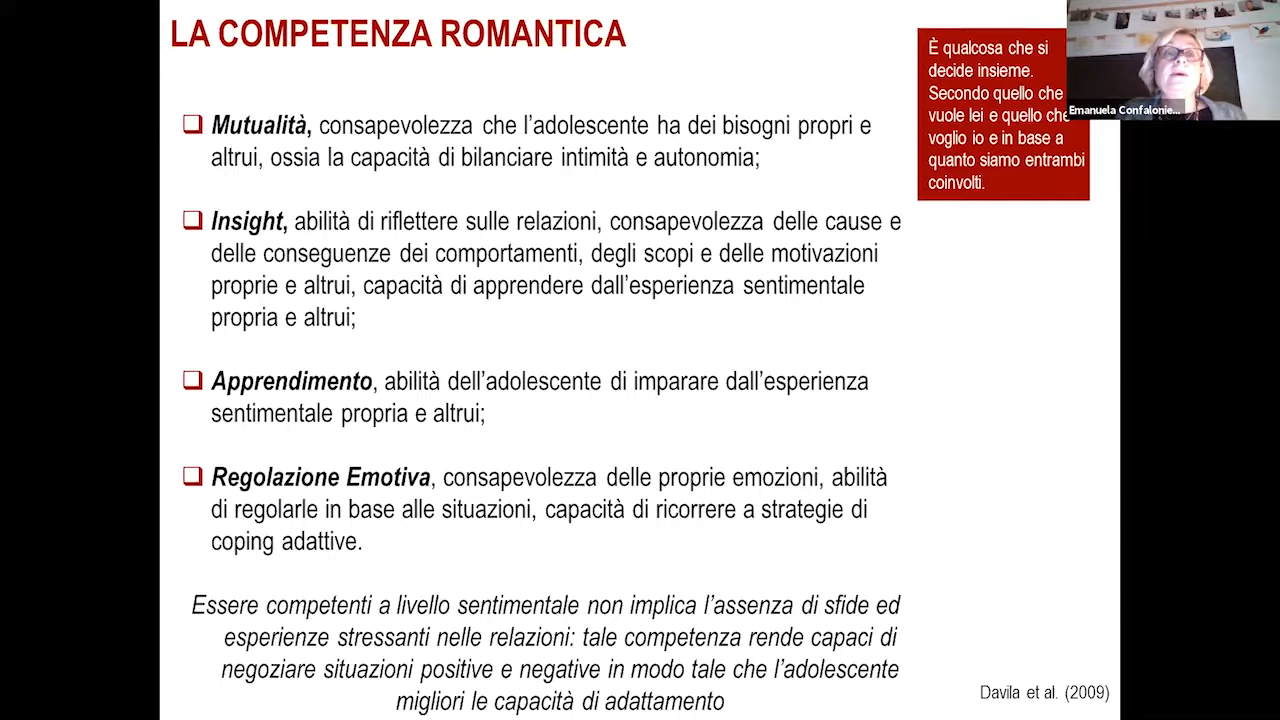 LA COMPETENZA ROMANTICA
Mutualità, consapevolezza che l'adolescente ha dei bisogni propri e
altrui, ossia la capacità di bilanciare intimità e autonomia;
Insight, abilità di riflettere sulle relazioni, consapevolezza delle cause e
delle conseguenze dei comportamenti, degli scopi e delle motivazioni
proprie e altrui, capacità di apprendere dall'esperienza sentimentale
propria e altrui;
Apprendimento, abilità dell'adolescente di imparare dall'esperienza
sentimentale propria e altrui;
Regolazione Emotiva, consapevolezza delle proprie emozioni, abilità
di regolarle in base alle situazioni, capacità di ricorrere a strategie di
coping adattive.
Essere competenti a livello sentimentale non implica l'assenza di sfide ed
esperienze stressanti nelle relazioni: tale competenza rende capaci di
negoziare situazioni positive e negative in modo tale che l'adolescente
migliori le capacità di adattamento
È qualcosa che si
decide insieme.
Secondo quello che
vuole lei e quello che
voglio io e in base a
quanto siamo entrambi
coinvolti.
Emanuela Confalonie...
Davila et al. (2009)